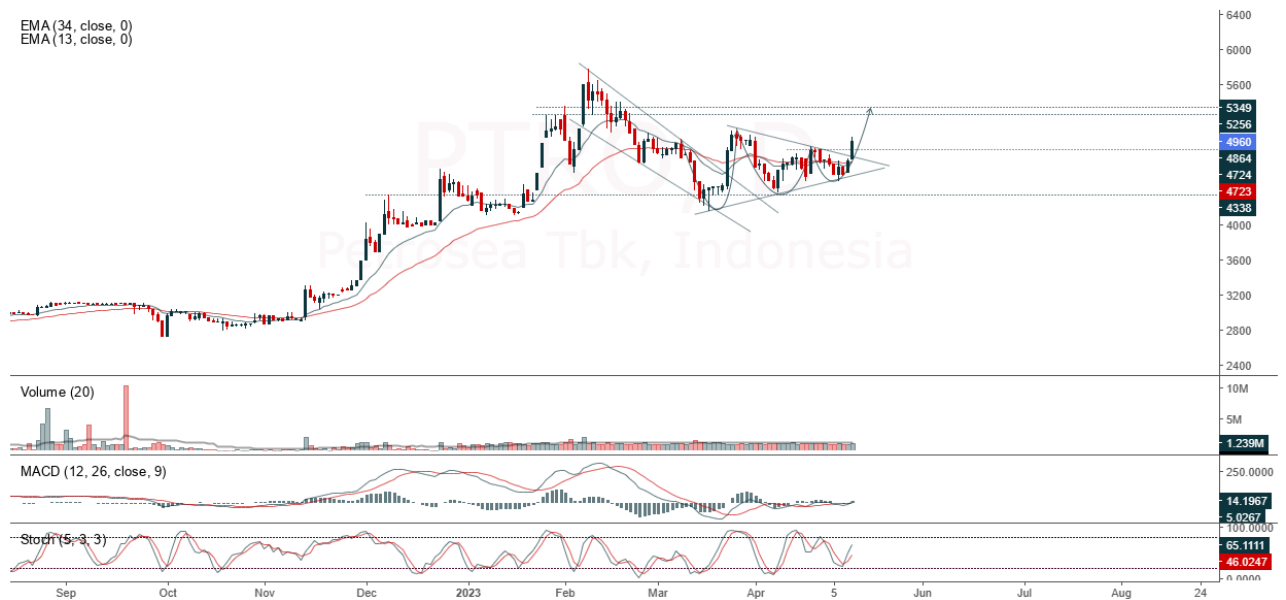 EMA (34, close, 0)
EMA (13, close, 0)
PTRO, D
Petrosea Tbk, Indonesia
6400
6000
5600
5349
5256
4960
4864
4724
4723
4338
4000
3600
3200
2800
2400
Volume (20)
10M
5M
1.239M
MACD (12, 26, close, 9)
250.0000
14.1967
5.0267
Stoch (5, 3, 3)
100.0000
65.1111
46.0247
0.0000
Sep Oct Nov Dec 2023 Feb Mar Apr 5 Jun Jul Aug 24